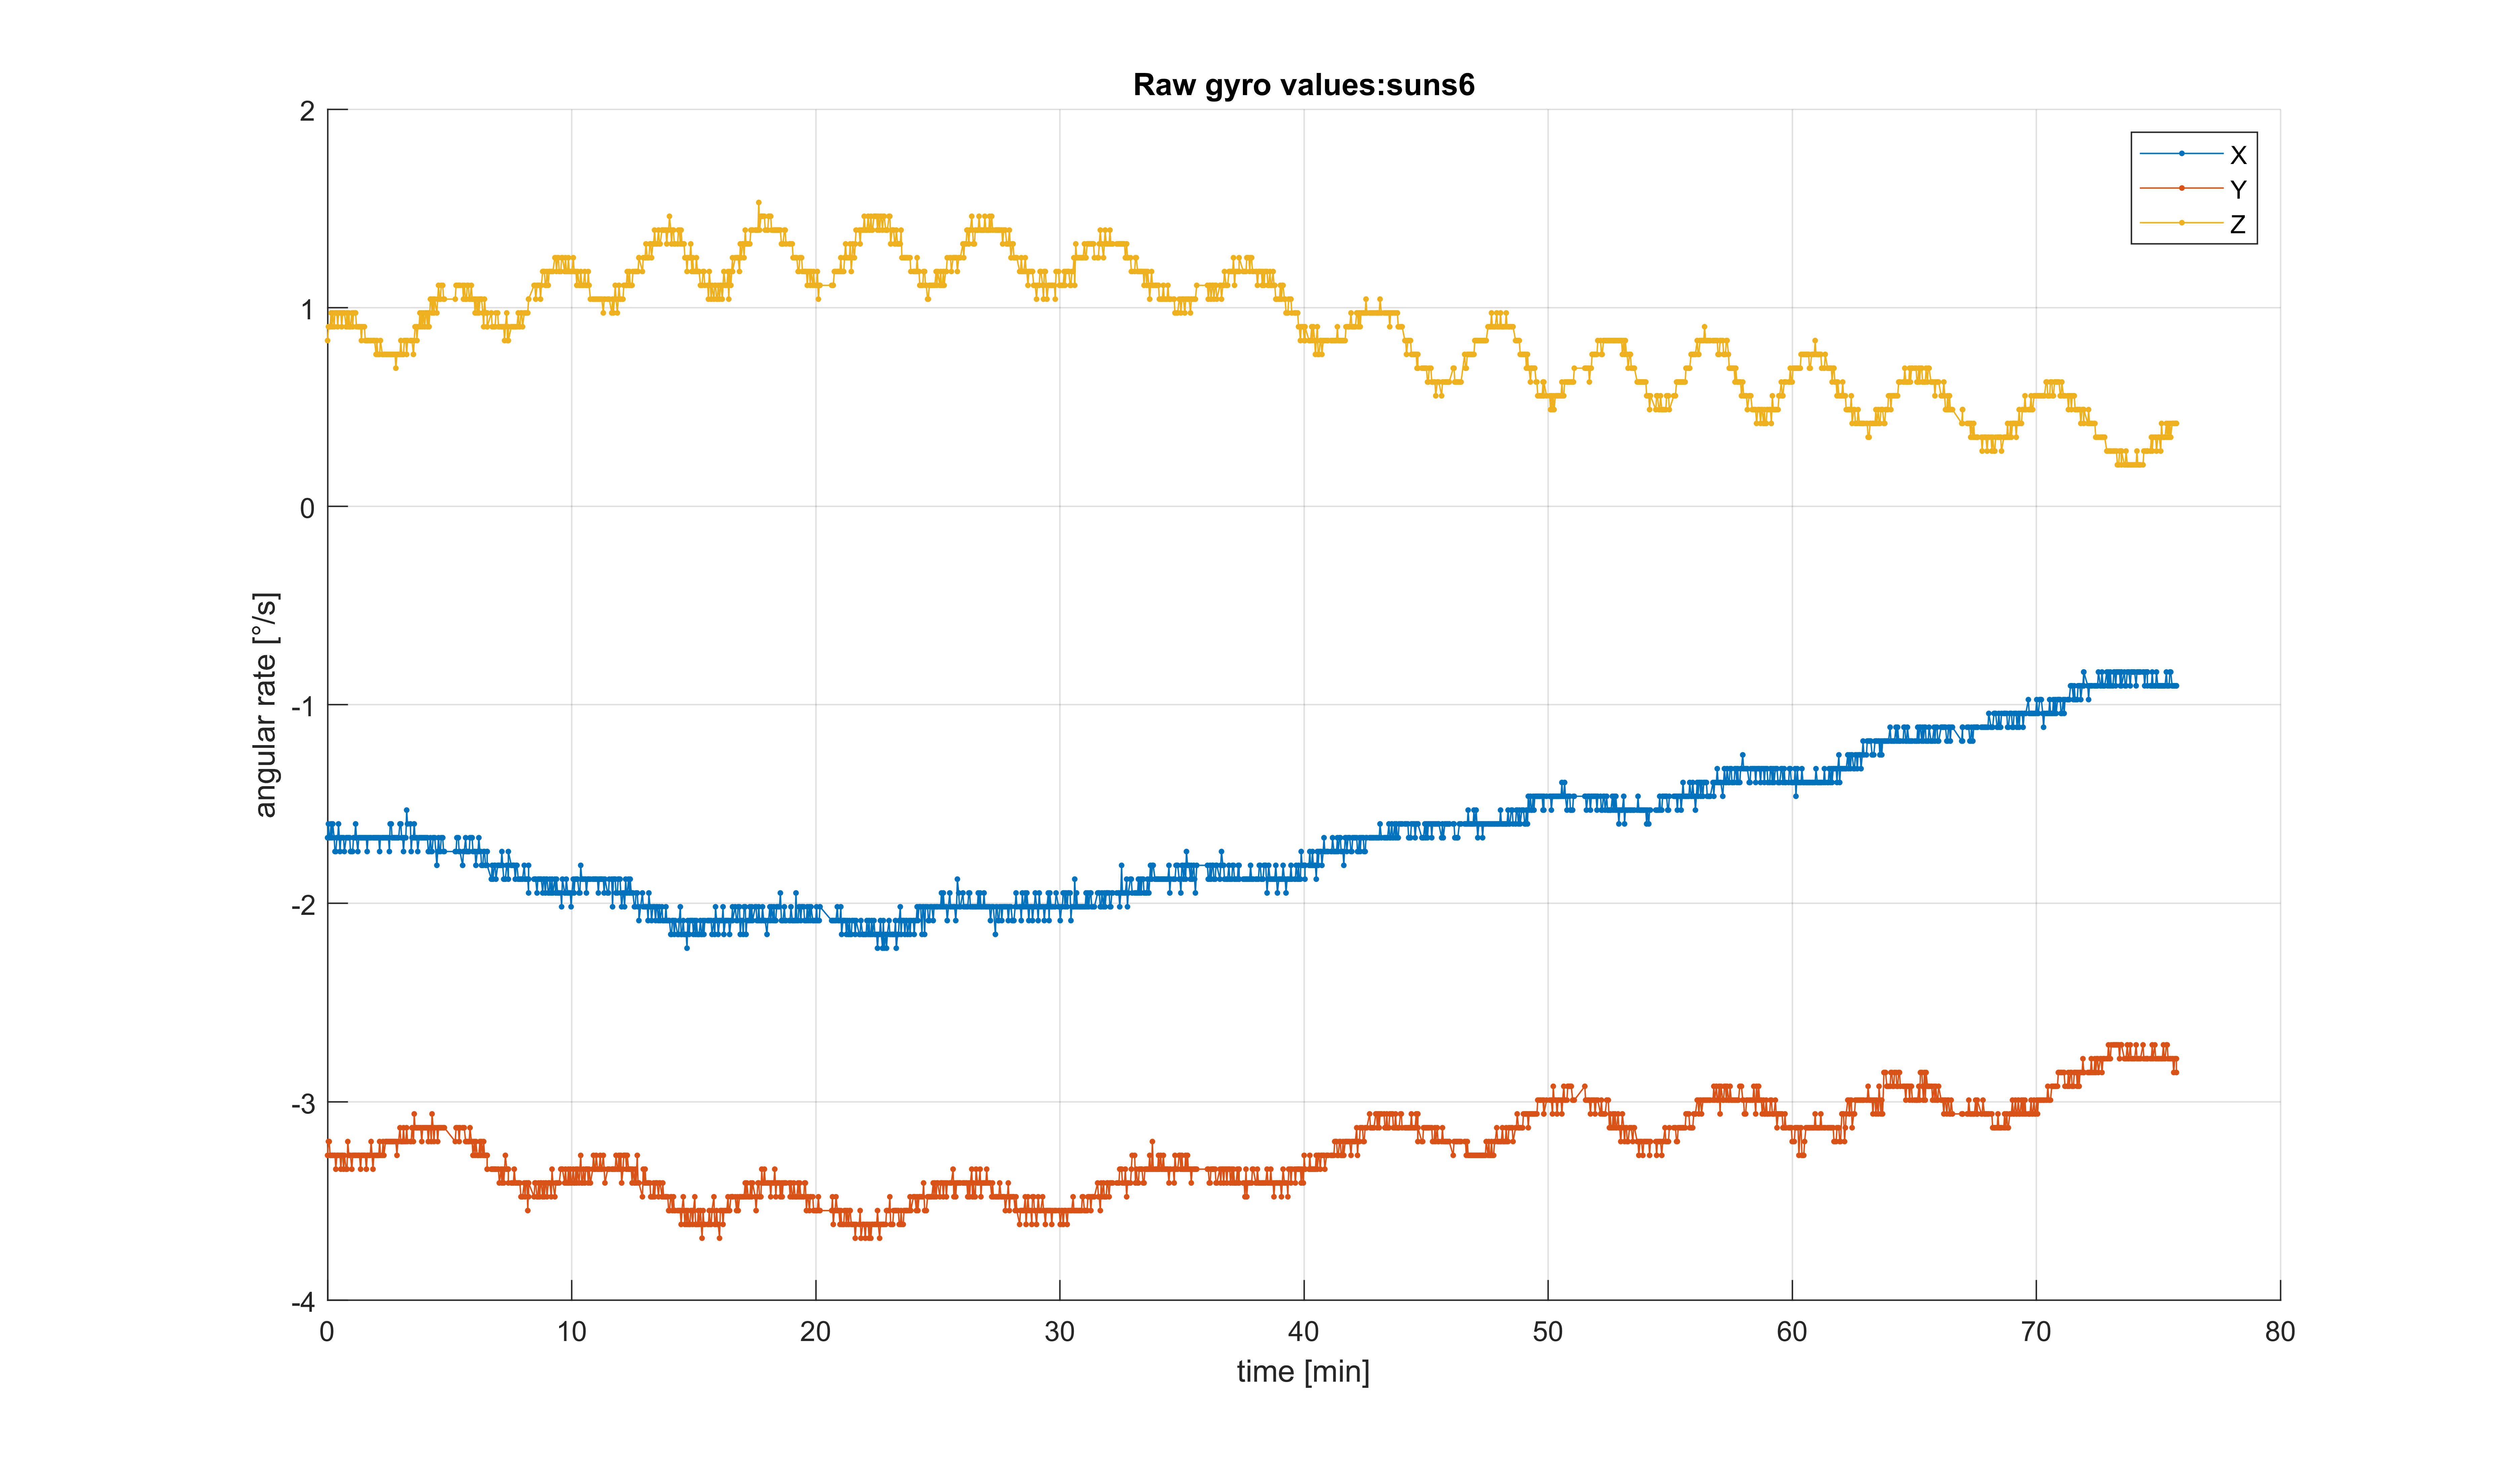 Raw gyro values:suns6
2
1
0
-1
-2
-3
-4
angular rate [°/s]
X
Y
Z
0 10 20 30 40 50 60 70 80
time [min]